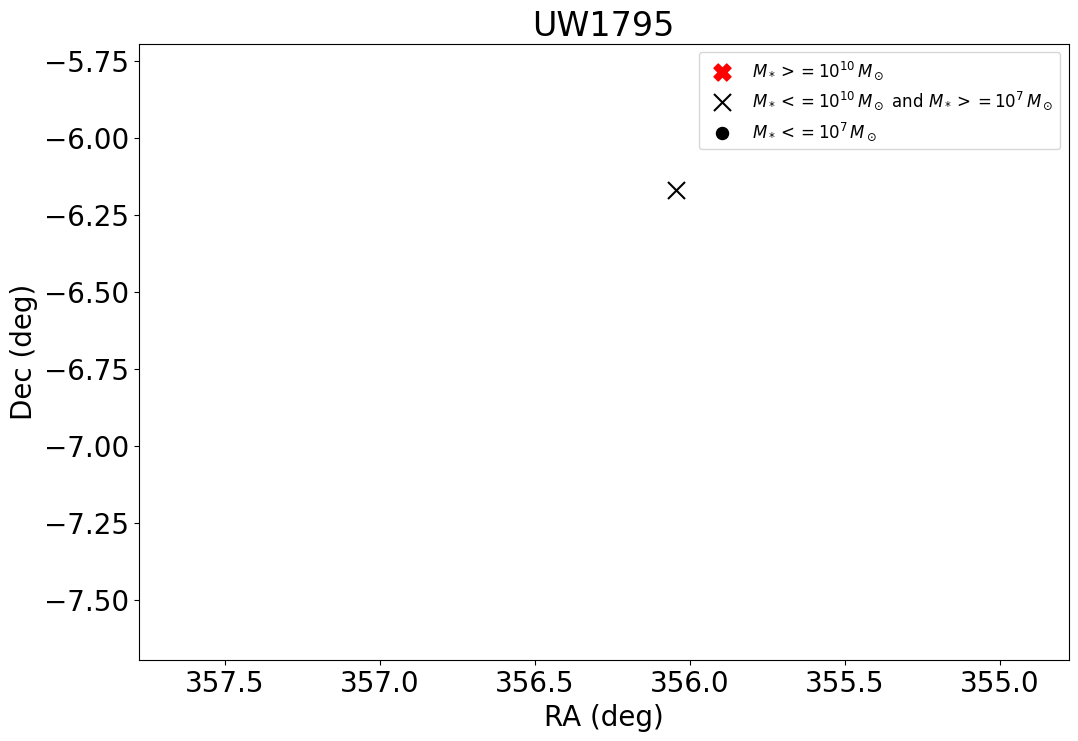 UW1795
M* >= 10^10 M⊙
M* <= 10^10 M⊙ and M* >= 10^7 M⊙
M* <= 10^7 M⊙
Dec (deg)
−5.75
−6.00
−6.25
−6.50
−6.75
−7.00
−7.25
−7.50
357.5 357.0 356.5 356.0 355.5 355.0
RA (deg)